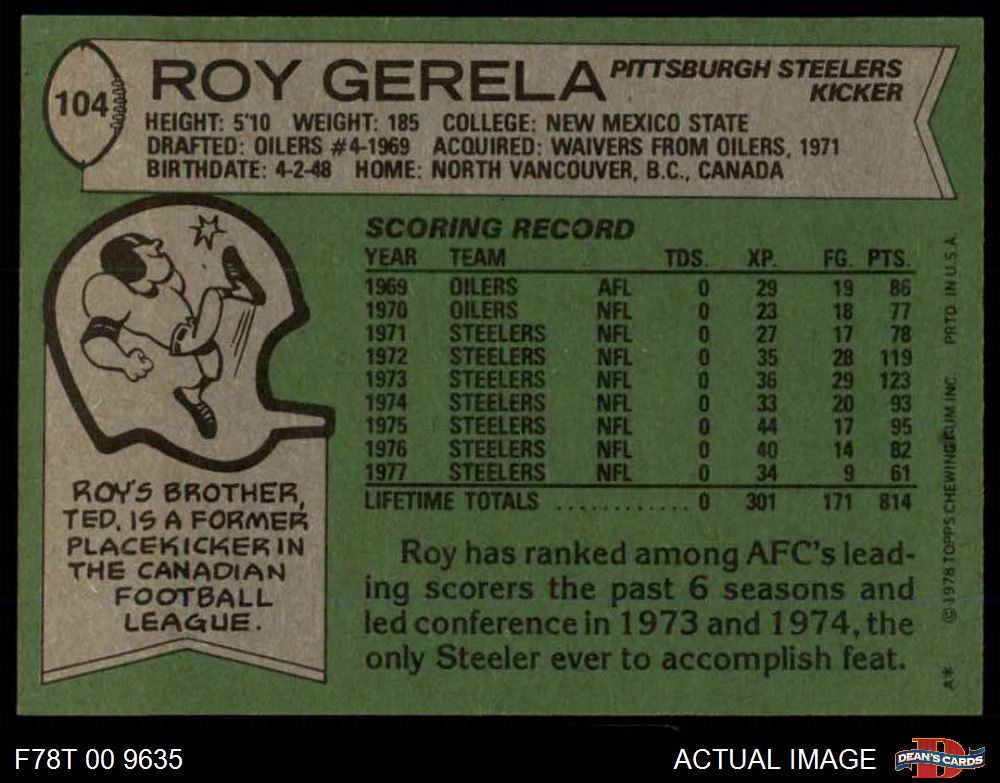 104
ROY GERELA
PITTSBURGH STEELERS
KICKER
HEIGHT: 5'10 WEIGHT: 185 COLLEGE: NEW MEXICO STATE
DRAFTED: OILERS #4-1969 ACQUIRED: WAIVERS FROM OILERS, 1971
BIRTHDATE: 4-2-48 HOME: NORTH VANCOUVER, B.C., CANADA
SCORING RECORD
YEAR TEAM TDS. XP. FG. PTS.
1969 OILERS AFL 0 29 19 86
1970 OILERS NFL 0 23 18 77
1971 STEELERS NFL 0 27 17 78
1972 STEELERS NFL 0 35 28 119
1973 STEELERS NFL 0 36 29 123
1974 STEELERS NFL 0 33 20 93
1975 STEELERS NFL 0 44 17 95
1976 STEELERS NFL 0 40 14 82
1977 STEELERS NFL 0 34 9 61
LIFETIME TOTALS ............ 0 301 171 814
ROY'S BROTHER,
TED, IS A FORMER
PLACEKICKER IN
THE CANADIAN
FOOTBALL
LEAGUE.
Roy has ranked among AFC's lead-
ing scorers the past 6 seasons and
led conference in 1973 and 1974, the
only Steeler ever to accomplish feat.
A* © 1978 TOPPS CHEWING GUM INC. PRTD. IN U.S.A.
F78T 00 9635
ACTUAL IMAGE
D
DEAN'S CARDS